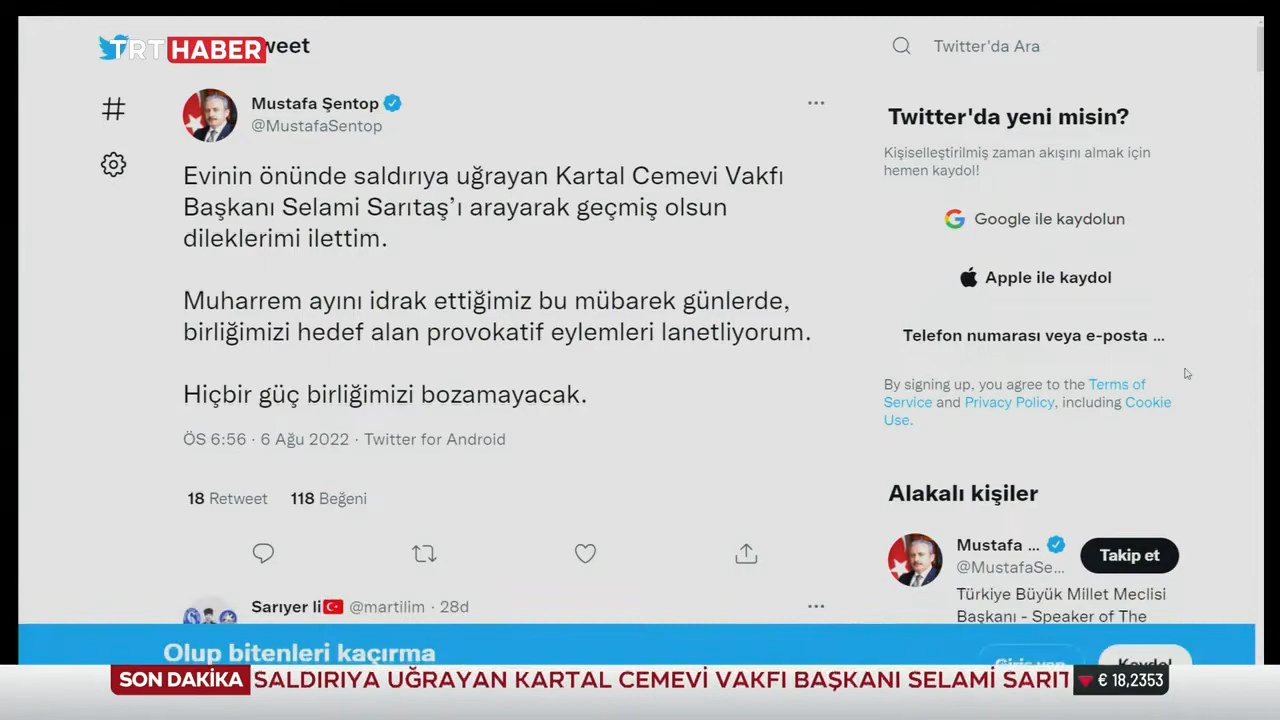 TRT HABER
weet
Twitter'da Ara
Mustafa Şentop
@MustafaSentop
Evinin önünde saldırıya uğrayan Kartal Cemevi Vakfı
Başkanı Selami Sarıtaş’ı arayarak geçmiş olsun
dileklerimi ilettim.
Muharrem ayını idrak ettiğimiz bu mübarek günlerde,
birliğimizi hedef alan provokatif eylemleri lanetliyorum.
Hiçbir güç birliğimizi bozamayacak.
ÖS 6:56 · 6 Ağu 2022 · Twitter for Android
18 Retweet 118 Beğeni
Sarıyer li @martilim · 28d
Twitter'da yeni misin?
Kişiselleştirilmiş zaman akışını almak için
hemen kaydol!
Google ile kaydolun
Apple ile kaydol
Telefon numarası veya e-posta ...
By signing up, you agree to the Terms of
Service and Privacy Policy, including Cookie
Use.
Alakalı kişiler
Mustafa ...
@MustafaSe...
Takip et
Türkiye Büyük Millet Meclisi
Başkanı - Speaker of The
Olup bitenleri kaçırma
Giriş yap
Kaydol
SON DAKİKA SALDIRIYA UĞRAYAN KARTAL CEMEVİ VAKFI BAŞKANI SELAMİ SARIT
€ 18,2353